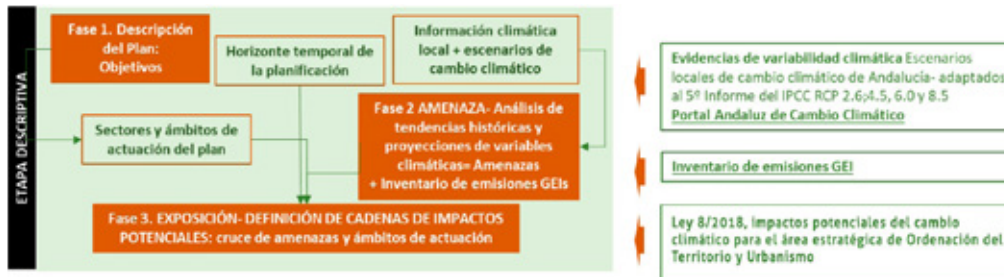 ETAPA DESCRIPTIVA
Fase 1. Descripción
del Plan:
Objetivos
Horizonte temporal de
la planificación
Información climática
local + escenarios de
cambio climático
Sectores y ámbitos de
actuación del plan
Fase 2 AMENAZA- Análisis de
tendencias históricas y
proyecciones de variables
climáticas= Amenazas
+ Inventario de emisiones GEIs
Fase 3. EXPOSICIÓN- DEFINICIÓN DE CADENAS DE IMPACTOS
POTENCIALES: cruce de amenazas y ámbitos de actuación
Evidencias de variabilidad climática Escenarios
locales de cambio climático de Andalucía- adaptados
al 5º Informe del IPCC RCP 2.6;4.5, 6.0 y 8.5
Portal Andaluz de Cambio Climático
Inventario de emisiones GEI
Ley 8/2018, Impactos potenciales del cambio
climático para el área estratégica de Ordenación del
Territorio y Urbanismo